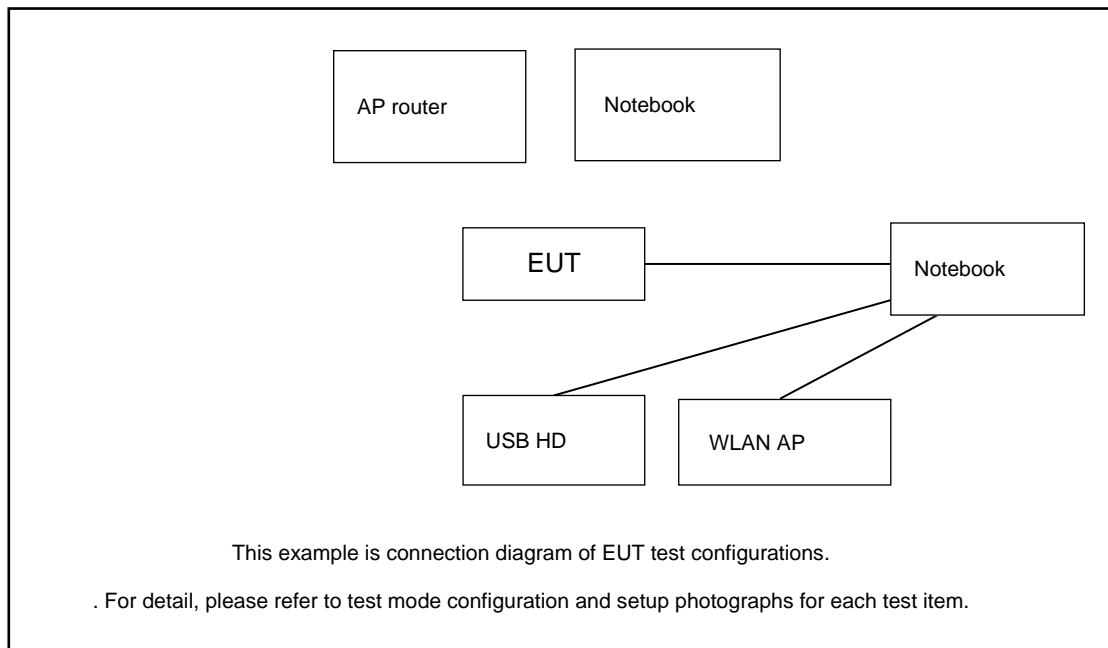 AP router
Notebook
EUT
Notebook
USB HD
WLAN AP
This example is connection diagram of EUT test configurations.
. For detail, please refer to test mode configuration and setup photographs for each test item.